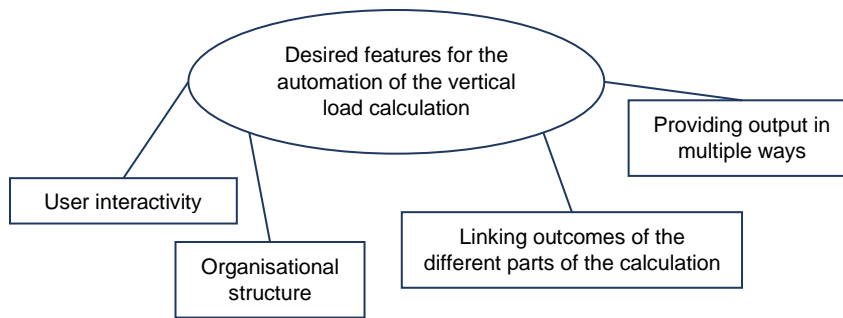 Desired features for the
automation of the vertical
load calculation
Providing output in
multiple ways
User interactivity
Linking outcomes of the
different parts of the calculation
Organisational
structure